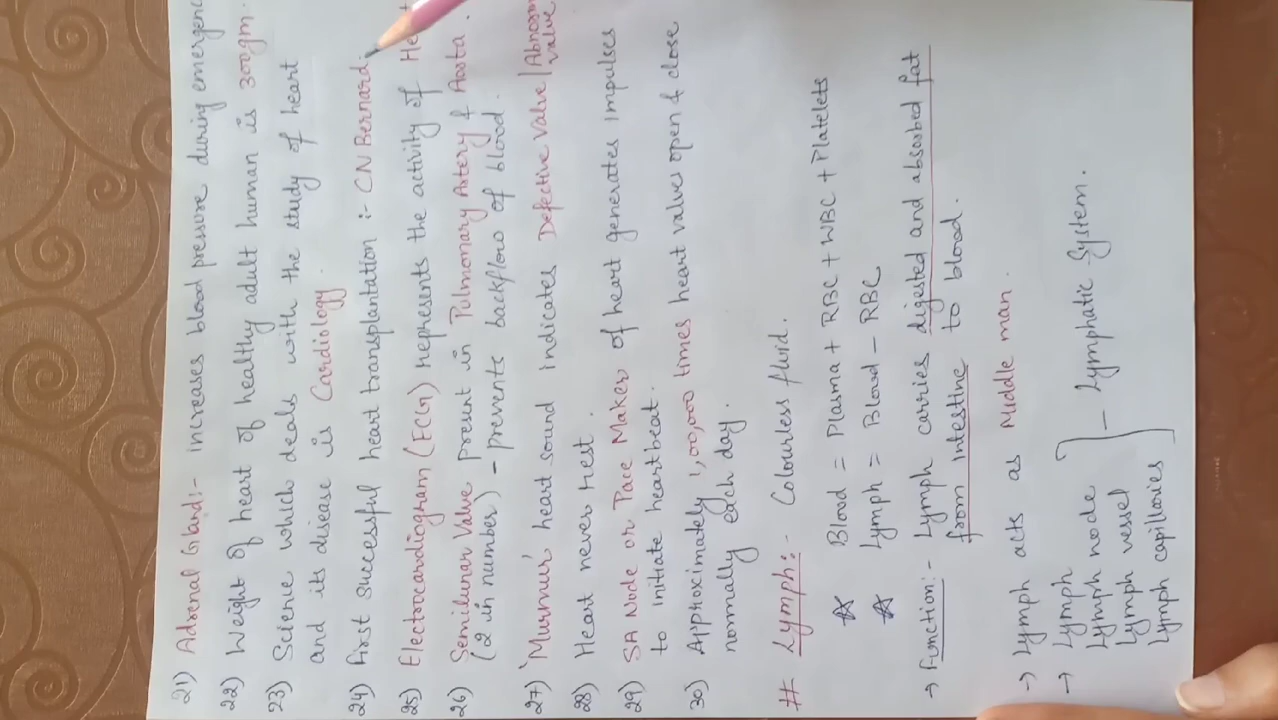 21) Adrenal Gland:- increases blood pressure during emergenc
22) Weight of heart of healthy adult human is 300gm.
23) Science which deals with the study of heart
and its disease is Cardiology.
24) first successful heart transplantation :- CN Bernard.
25) Electrocardiogram (ECG) represents the activity of He
26) Semilunar Valve present in Pulmonary Artery & Aorta.
(2 in number) - prevents backflow of blood.
27) 'Murmur' heart sound indicates Defective Valve / Abnorm
Valve
28) Heart never rest.
29) SA Node or Pace Maker of heart generates impulses
to initiate heartbeat.
30) Approximately 1,00,000 times heart valves open & close
normally each day.
# Lymph:- Colourless fluid.
☆ Blood = Plasma + RBC + WBC + Platelets
☆ Lymph = Blood - RBC
→ Function:- Lymph carries digested and absorbed fat
from intestine to blood.
→ Lymph acts as Middle man.
→ Lymph
Lymph node
Lymph vessel
Lymph capillaries
} - Lymphatic System.